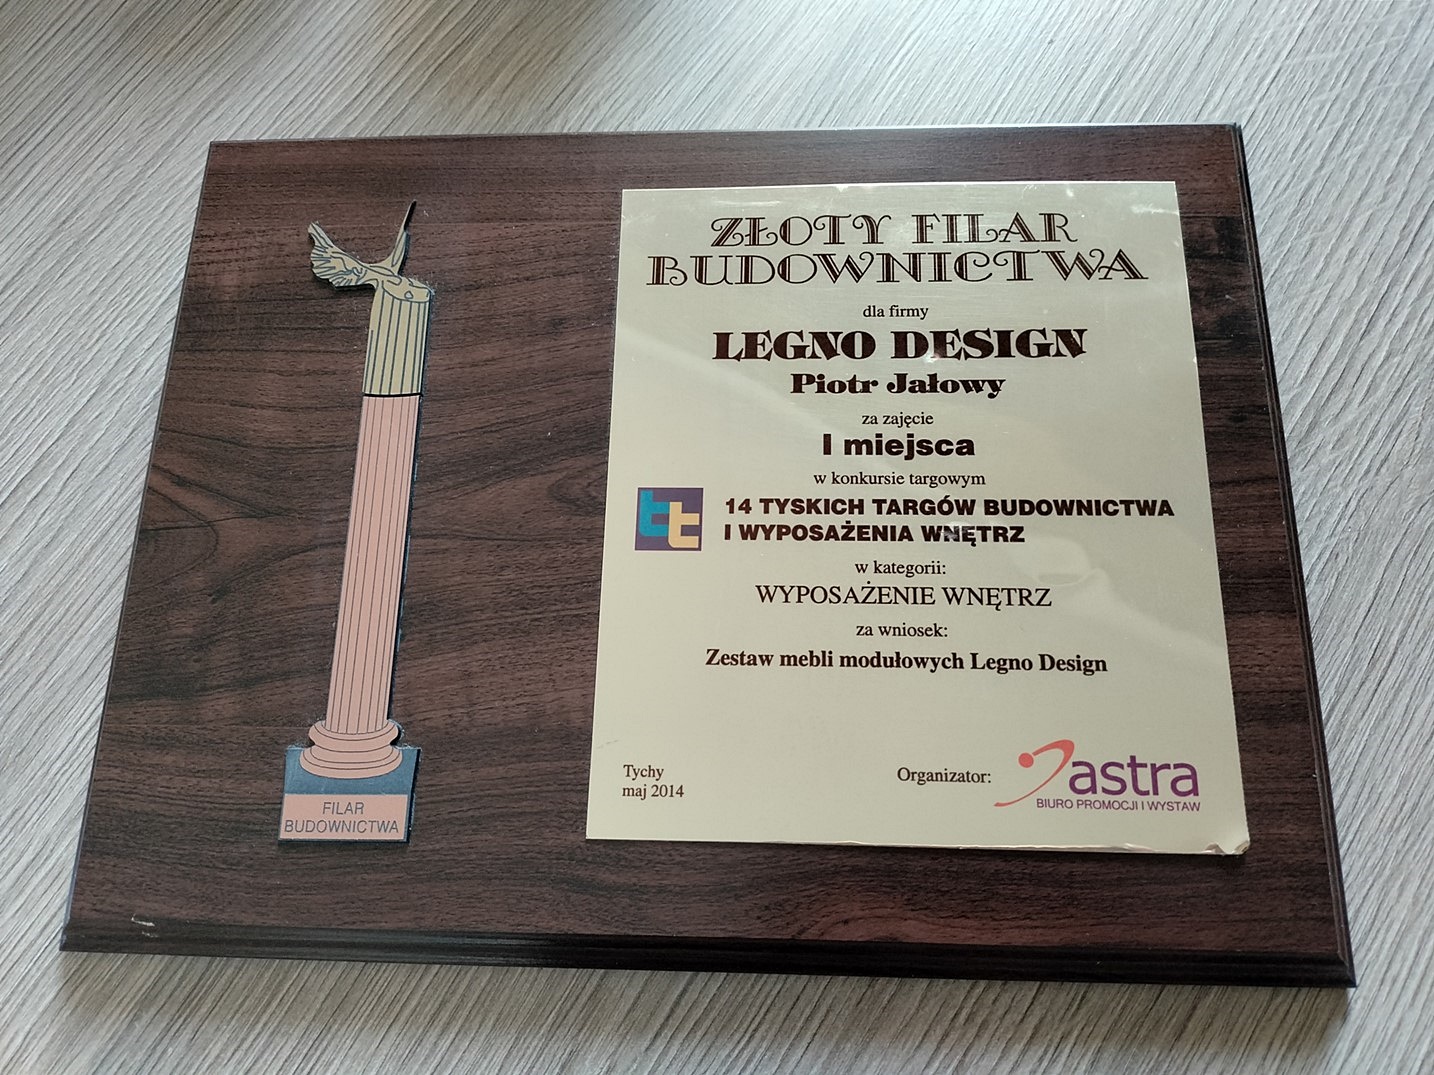 ZŁOTY FILAR
BUDOWNICTWA
dla firmy
LEGNO DESIGN
Piotr Jałowy
za zajęcie
I miejsca
w konkursie targowym
tt
14 TYSKICH TARGÓW BUDOWNICTWA
I WYPOSAŻENIA WNĘTRZ
w kategorii:
WYPOSAŻENIE WNĘTRZ
za wniosek:
Zestaw mebli modułowych Legno Design
Tychy
maj 2014
Organizator:
astra
BIURO PROMOCJI I WYSTAW
FILAR
BUDOWNICTWA